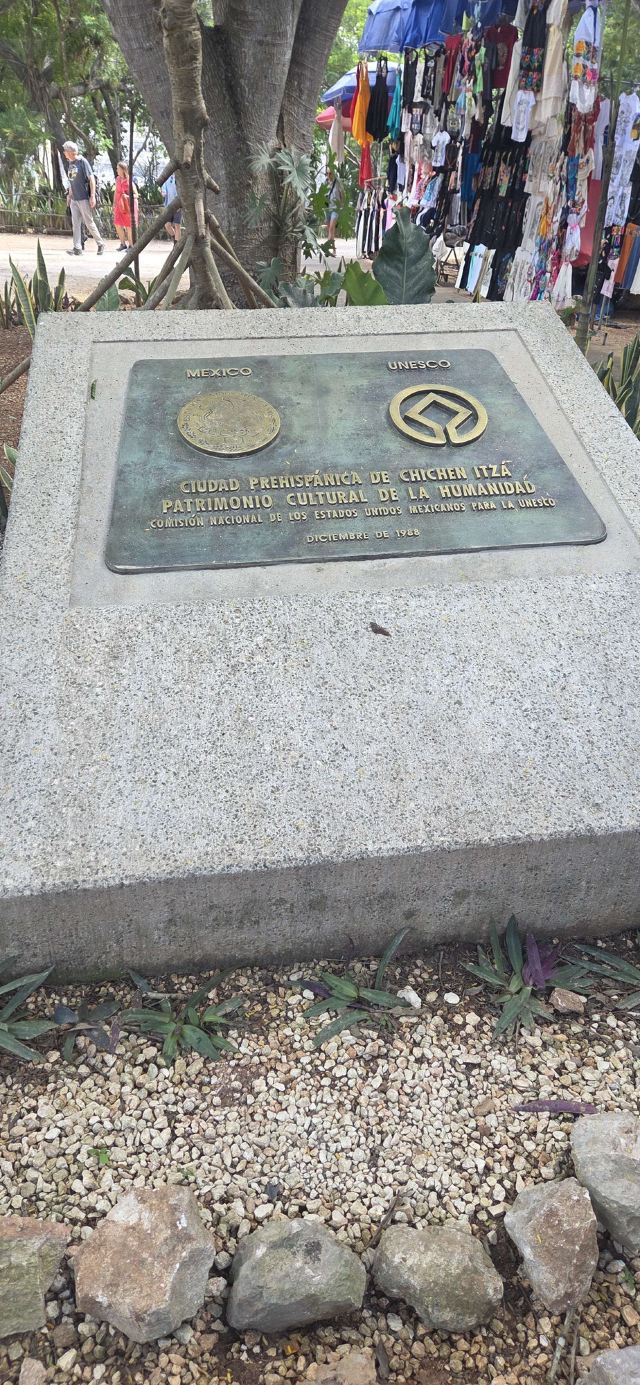 MEXICO
UNESCO
CIUDAD PREHISPÁNICA DE CHICHEN ITZÁ
PATRIMONIO CULTURAL DE LA HUMANIDAD
COMISIÓN NACIONAL DE LOS ESTADOS UNIDOS MEXICANOS PARA LA UNESCO
DICIEMBRE DE 1988